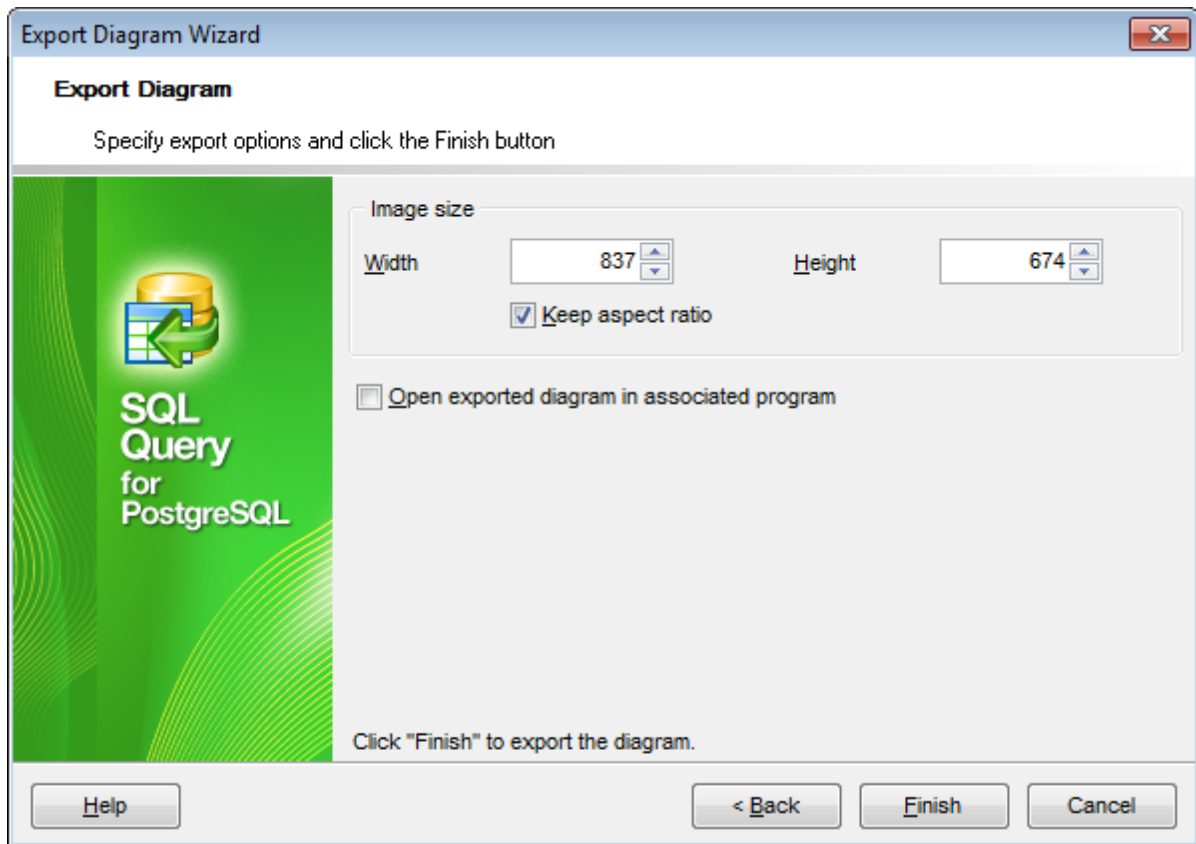 Export Diagram Wizard
Export Diagram
Specify export options and click the Finish button
Image size
Width 837 Height 674
Keep aspect ratio
Open exported diagram in associated program
SQL
Query
for
PostgreSQL
Click "Finish" to export the diagram.
Help < Back Finish Cancel